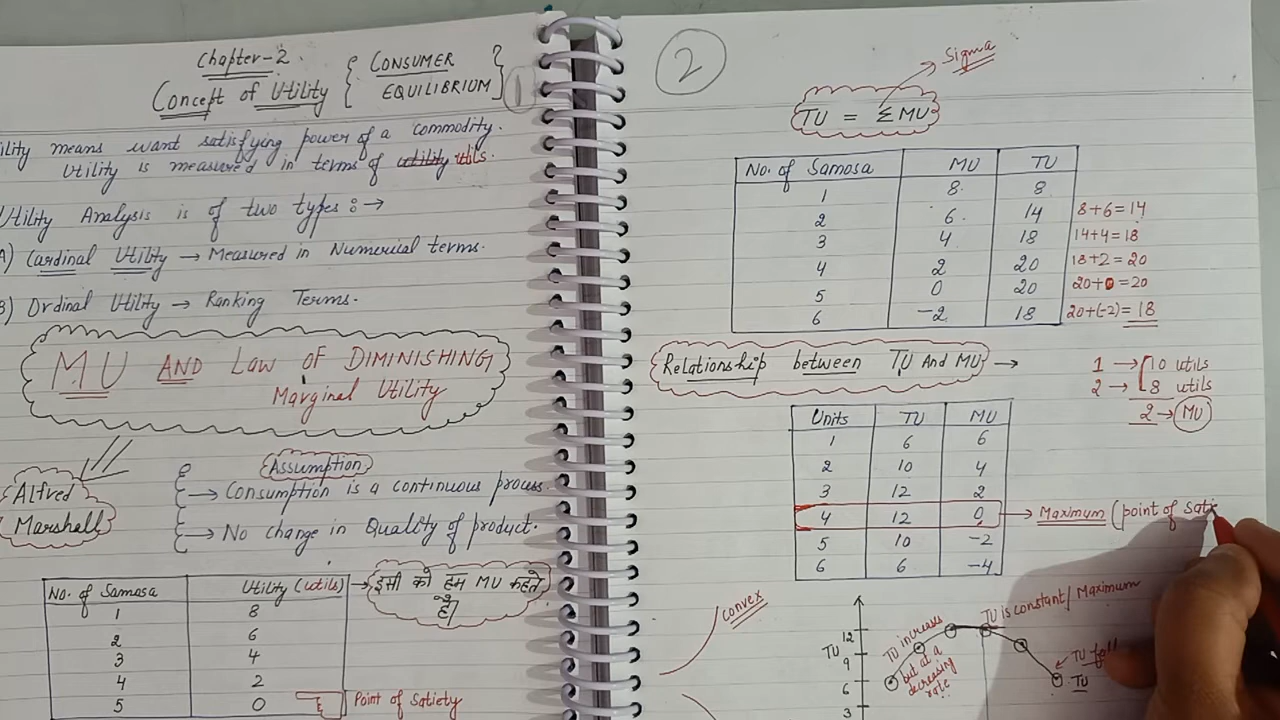 Chapter-2
Concept of Utility { CONSUMER EQUILIBRIUM }
1
ility means want satisfying power of a commodity.
Utility is measured in terms of utility utils.
Utility Analysis is of two types :→
A) Cardinal Utility → Measured in Numerical terms.
B) Ordinal Utility → Ranking Terms.
MU AND Law of DIMINISHING
Marginal Utility
Alfred
Marshall
Assumption
→ Consumption is a continuous process.
→ No change in Quality of product.
No. of Samosa Utility (utils) → इसी को हम MU कहते
है।
1 8
2 6
3 4
4 2
5 0 Point of Satiety
2
Sigma
TU = ΣMU
No. of Samosa MU TU
1 8 8
2 6 14 8+6=14
3 4 18 14+4=18
4 2 20 18+2=20
5 0 20 20+0=20
6 -2 18 20+(-2)=18
Relationship between TU And MU →
1 → 10 utils
2 → 8 utils
2 → MU
Units TU MU
1 6 6
2 10 4
3 12 2
4 12 0 → Maximum (point of Sati
5 10 -2
6 6 -4
convex
TU increases
but at a
decreasing
rate
TU is constant/Maximum
TU fall
TU
TU
12
9
6
3